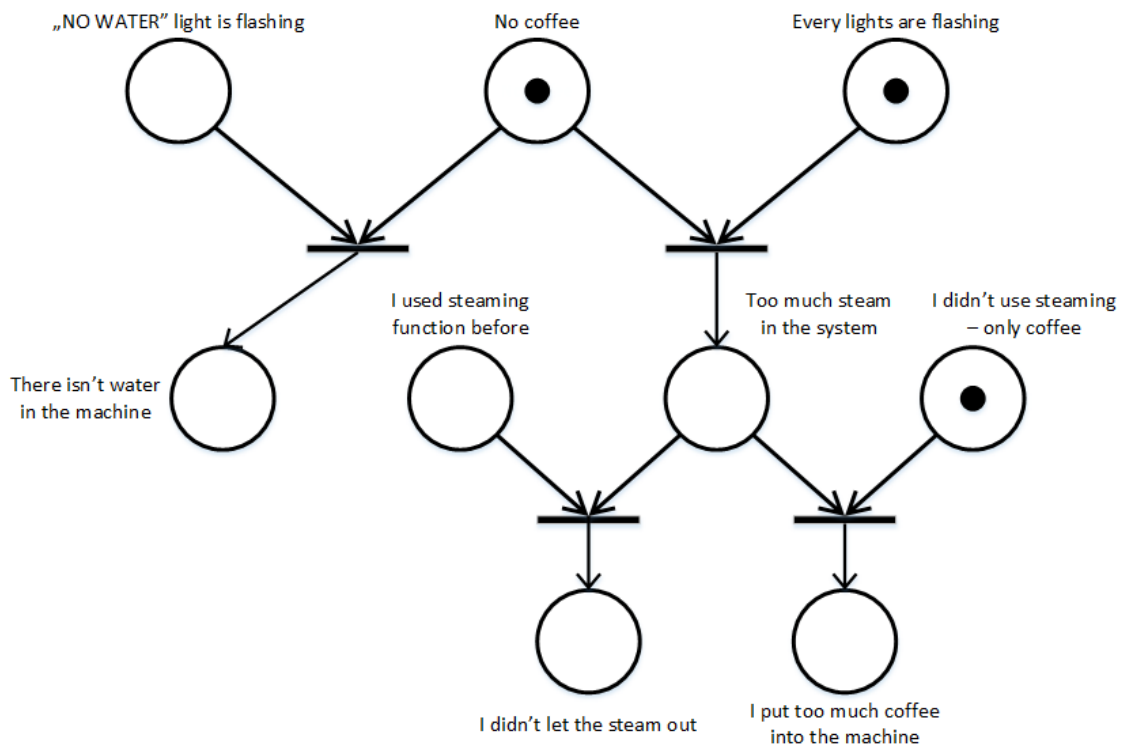 „NO WATER” light is flashing
No coffee
Every lights are flashing
I used steaming
function before
Too much steam
in the system
I didn’t use steaming
– only coffee
There isn’t water
in the machine
I didn’t let the steam out
I put too much coffee
into the machine